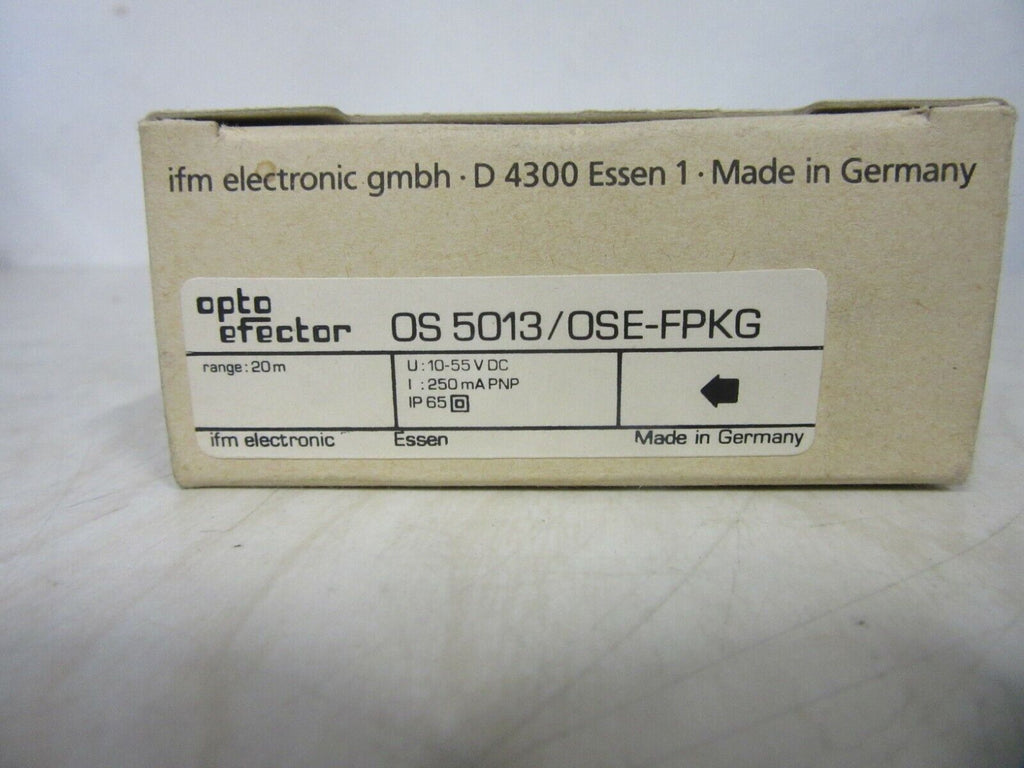 ifm electronic gmbh · D 4300 Essen 1 · Made in Germany
opto
efector OS 5013/OSE-FPKG
range: 20 m
U: 10-55 V DC
I : 250 mA PNP
IP 65
ifm electronic Essen Made in Germany